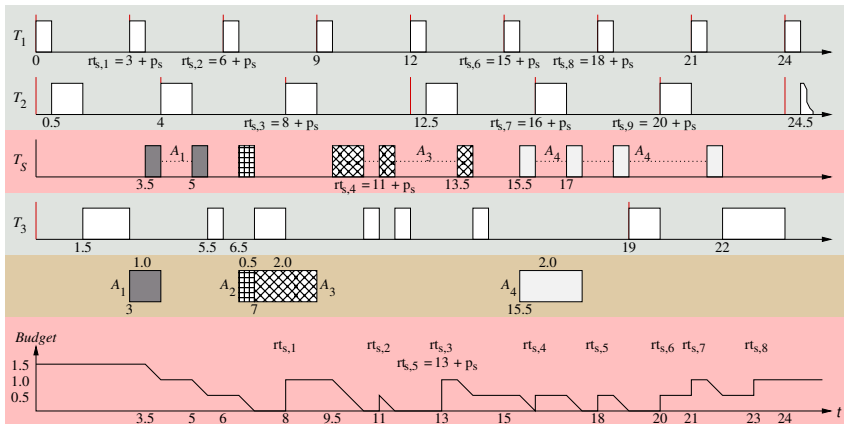 T1
0 rts,1 = 3 + ps rts,2 = 6 + ps 9 12 rts,6 = 15 + ps rts,8 = 18 + ps 21 24
T2
0.5 4 rts,3 = 8 + ps 12.5 rts,7 = 16 + ps rts,9 = 20 + ps 24.5
TS A1 A3 A4 A4
3.5 5 rts,4 = 11 + ps 13.5 15.5 17
T3
1.5 5.5 6.5 19 22
1.0 0.5 2.0 2.0
A1 A2 A3 A4
3 7 15.5
Budget rts,1 rts,2 rts,3 rts,4 rts,5 rts,6 rts,7 rts,8
rts,5 = 13 + ps
1.5
1.0
0.5
3.5 5 6 8 9.5 11 13 15 16 18 20 21 23 24 t